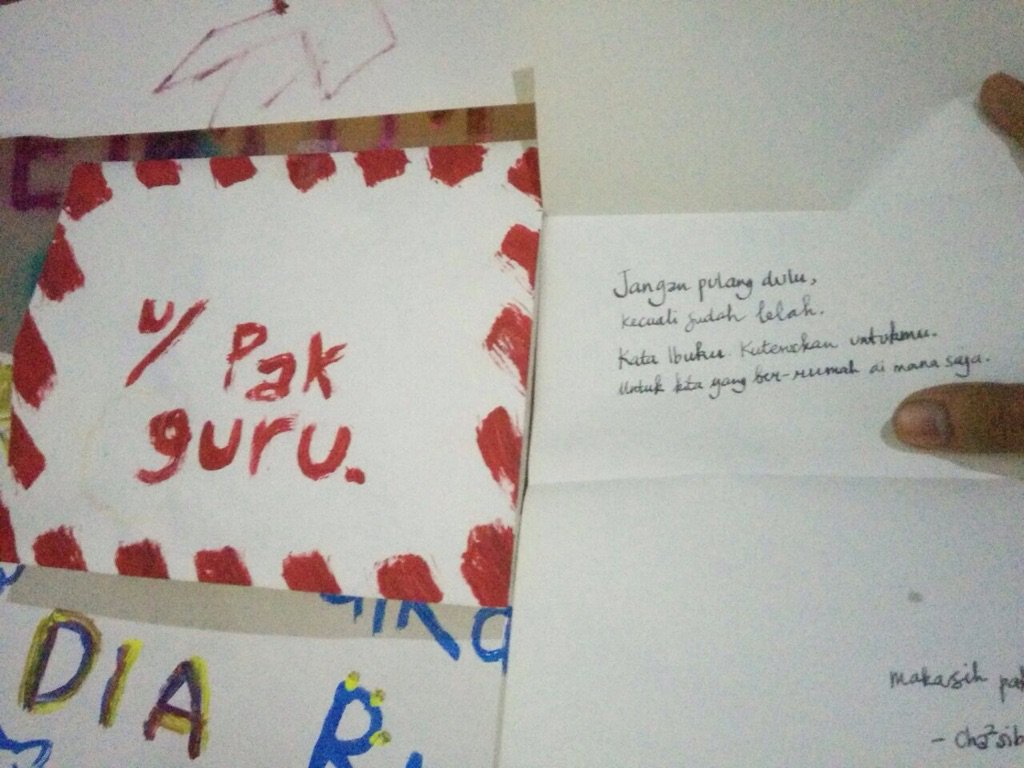 u/ Pak
guru.
Jangan pulang dulu,
kecuali sudah lelah.
Kata Ibuku. Kuteruskan untukmu.
Untuk kita yang ber-rumah di mana saja.
makasih pak
DIA